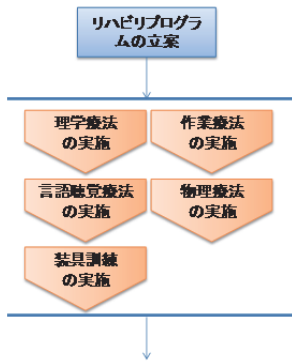 リハビリプログラ
ムの立案
理学療法
の実施
作業療法
の実施
言語聴覚療法
の実施
物理療法
の実施
装具訓練
の実施